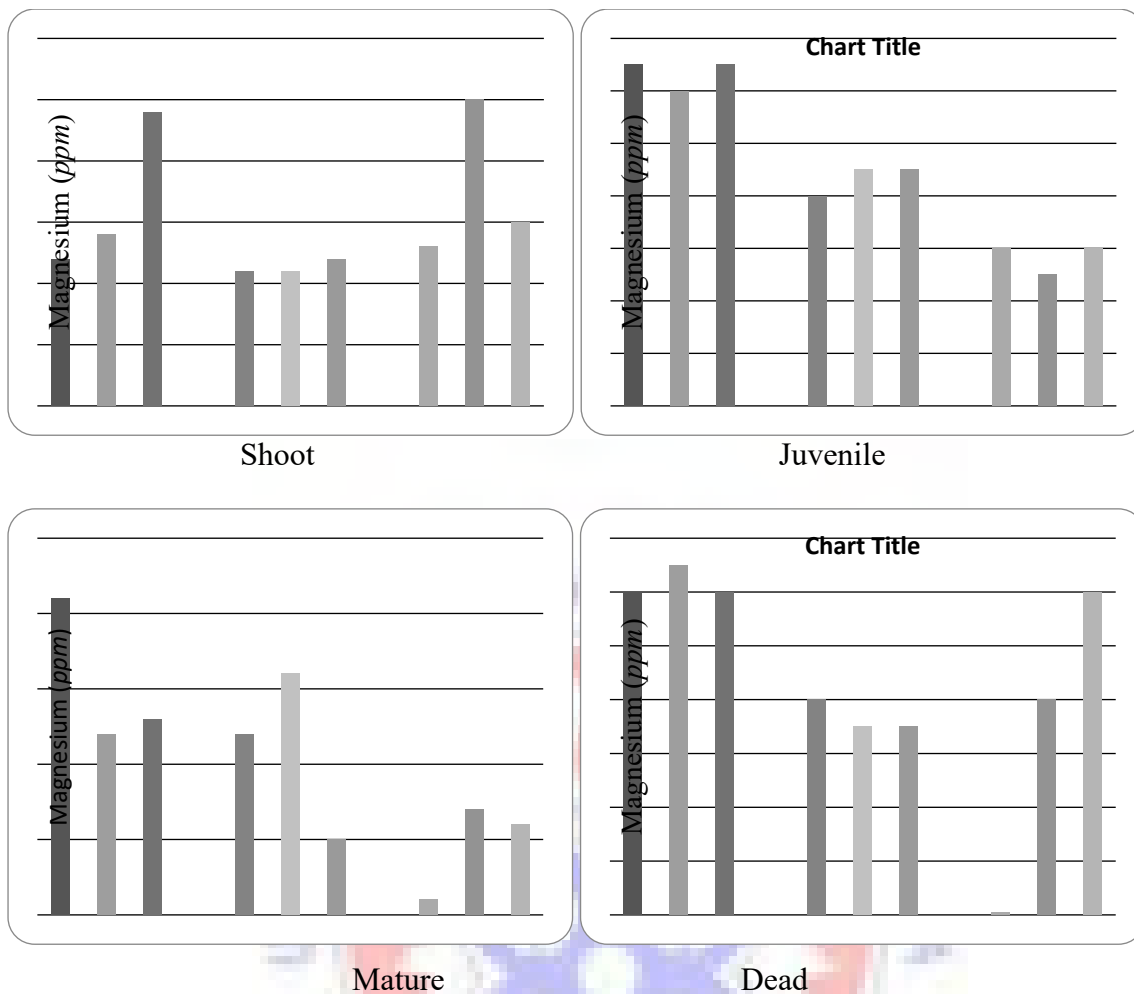 Chart Title
Magnesium (ppm)
Magnesium (ppm)
Shoot
Juvenile
Chart Title
Magnesium (ppm)
Magnesium (ppm)
Mature
Dead